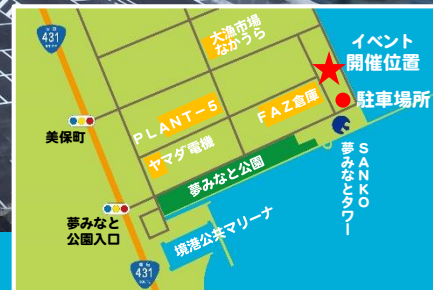 431
大漁市場
なかうら
イベント
開催位置
駐車場所
PLANT-5
FAZ倉庫
美保町
ヤマダ電機
夢みなと公園
SANKO
夢みなとタワー
夢みなと
公園入口
境港公共マリーナ
431